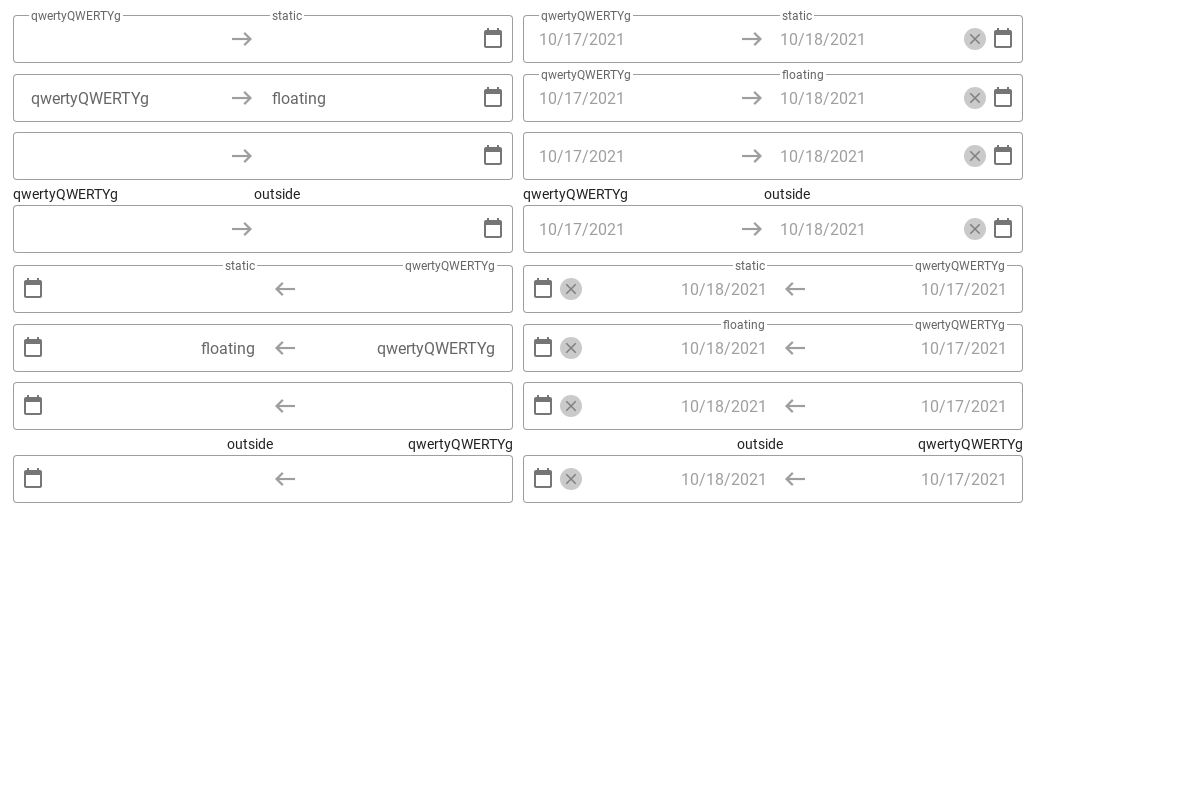 qwertyQWERTYg static qwertyQWERTYg static
10/17/2021 10/18/2021
qwertyQWERTYg floating
qwertyQWERTYg floating 10/17/2021 10/18/2021
10/17/2021 10/18/2021
qwertyQWERTYg outside qwertyQWERTYg outside
10/17/2021 10/18/2021
static qwertyQWERTYg static qwertyQWERTYg
10/18/2021 10/17/2021
floating qwertyQWERTYg
floating qwertyQWERTYg 10/18/2021 10/17/2021
10/18/2021 10/17/2021
outside qwertyQWERTYg outside qwertyQWERTYg
10/18/2021 10/17/2021